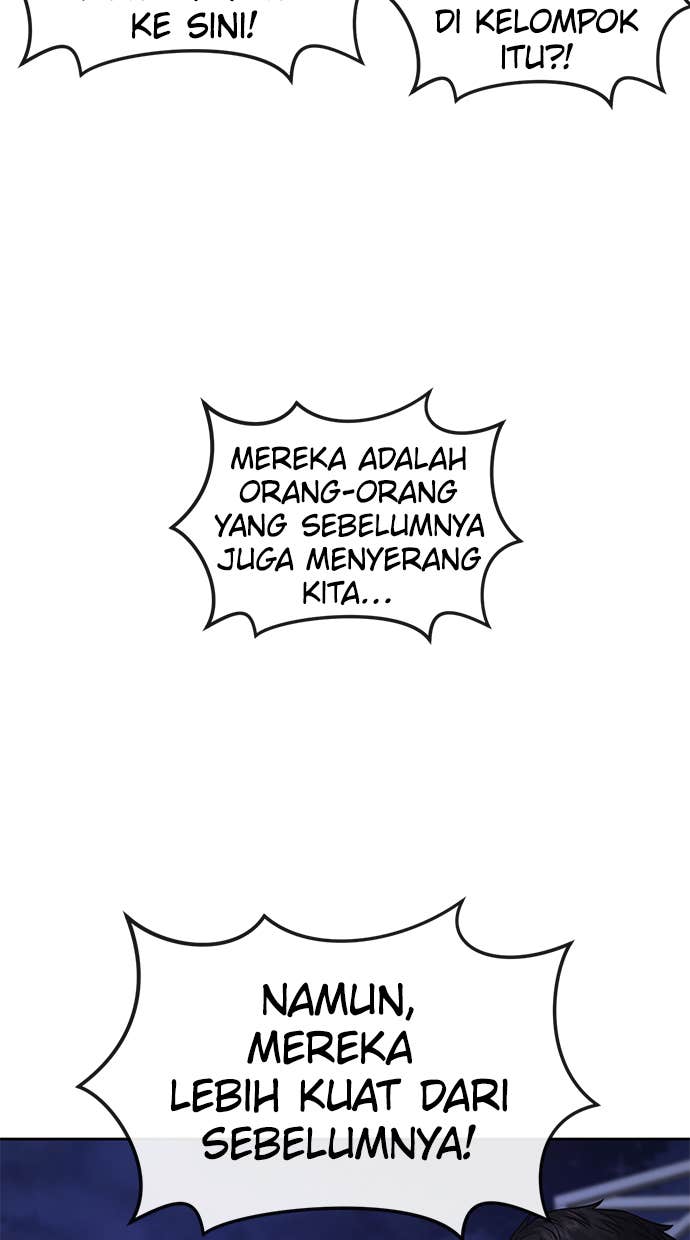 KE SINI!
DI KELOMPOK
ITU?!
MEREKA ADALAH
ORANG-ORANG
YANG SEBELUMNYA
JUGA MENYERANG
KITA...
NAMUN,
MEREKA
LEBIH KUAT DARI
SEBELUMNYA!